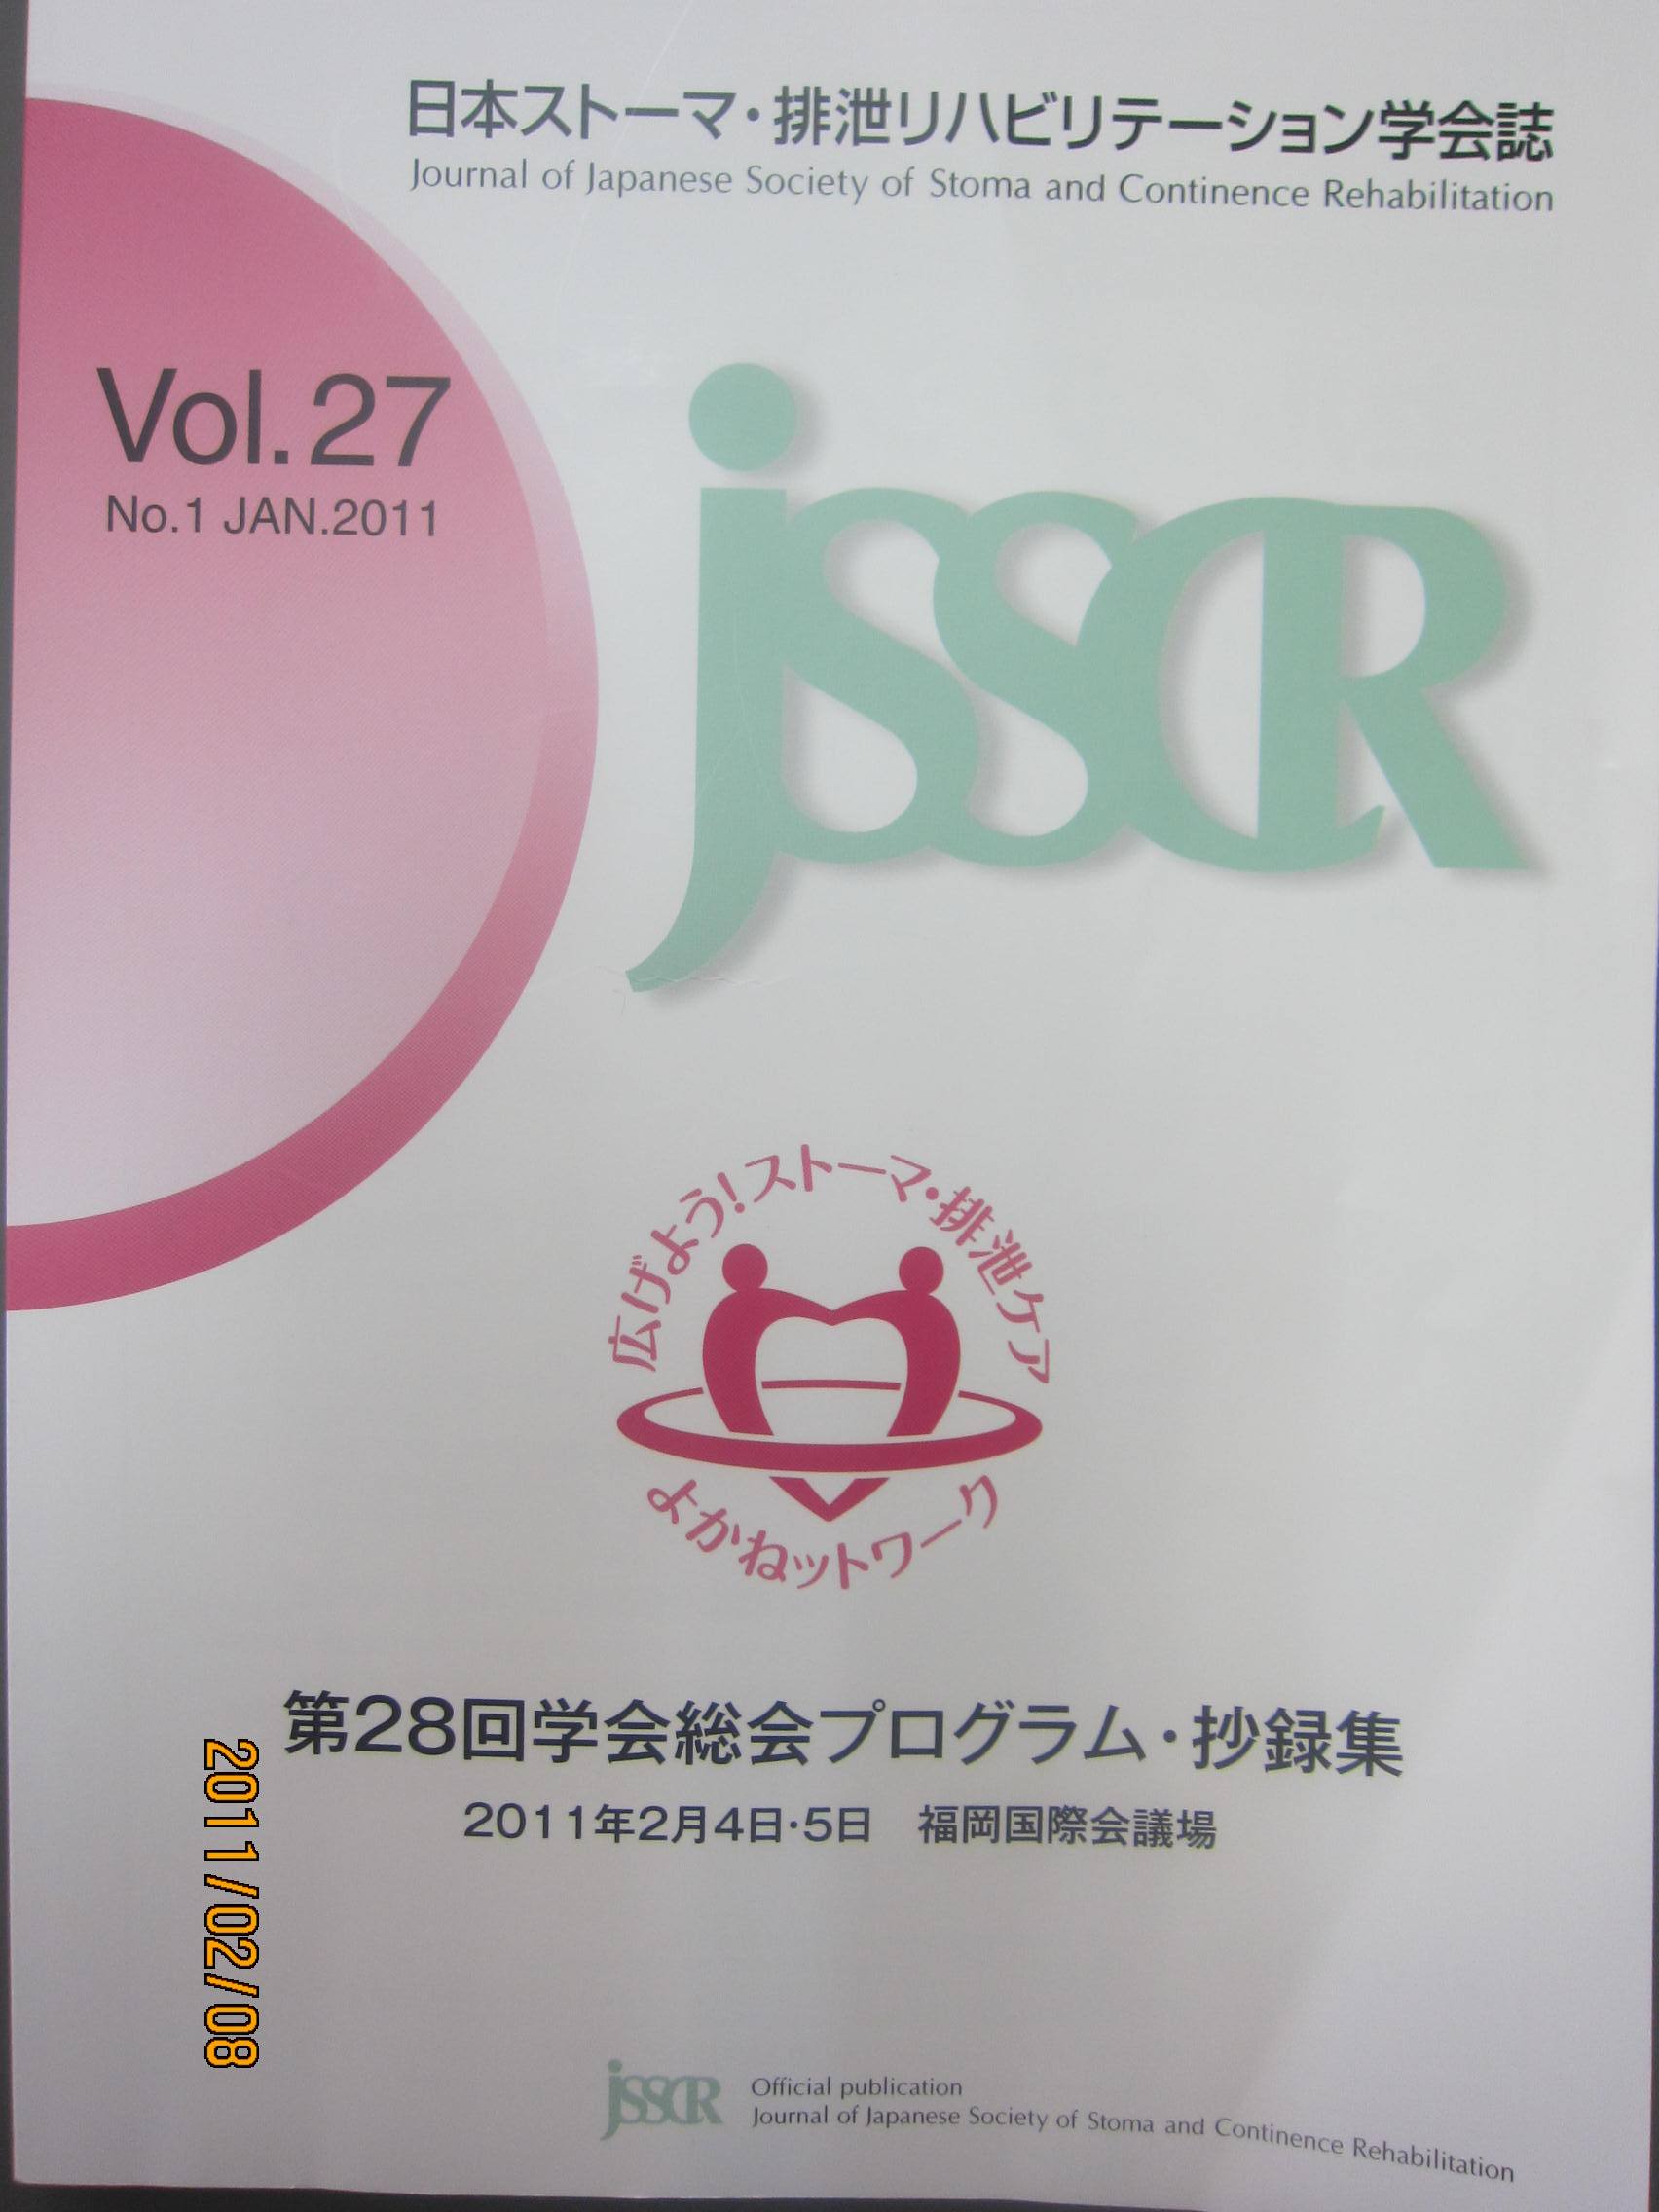 日本ストーマ・排泄リハビリテーション学会誌
Journal of Japanese Society of Stoma and Continence Rehabilitation
Vol.27
No.1 JAN.2011
jSSCR
広げよう!ストーマ・排泄ケア
よかねットワーク
第28回学会総会プログラム・抄録集
2011年2月4日・5日　福岡国際会議場
2011/02/08
jSSCR
Official publication
Journal of Japanese Society of Stoma and Continence Rehabilitation